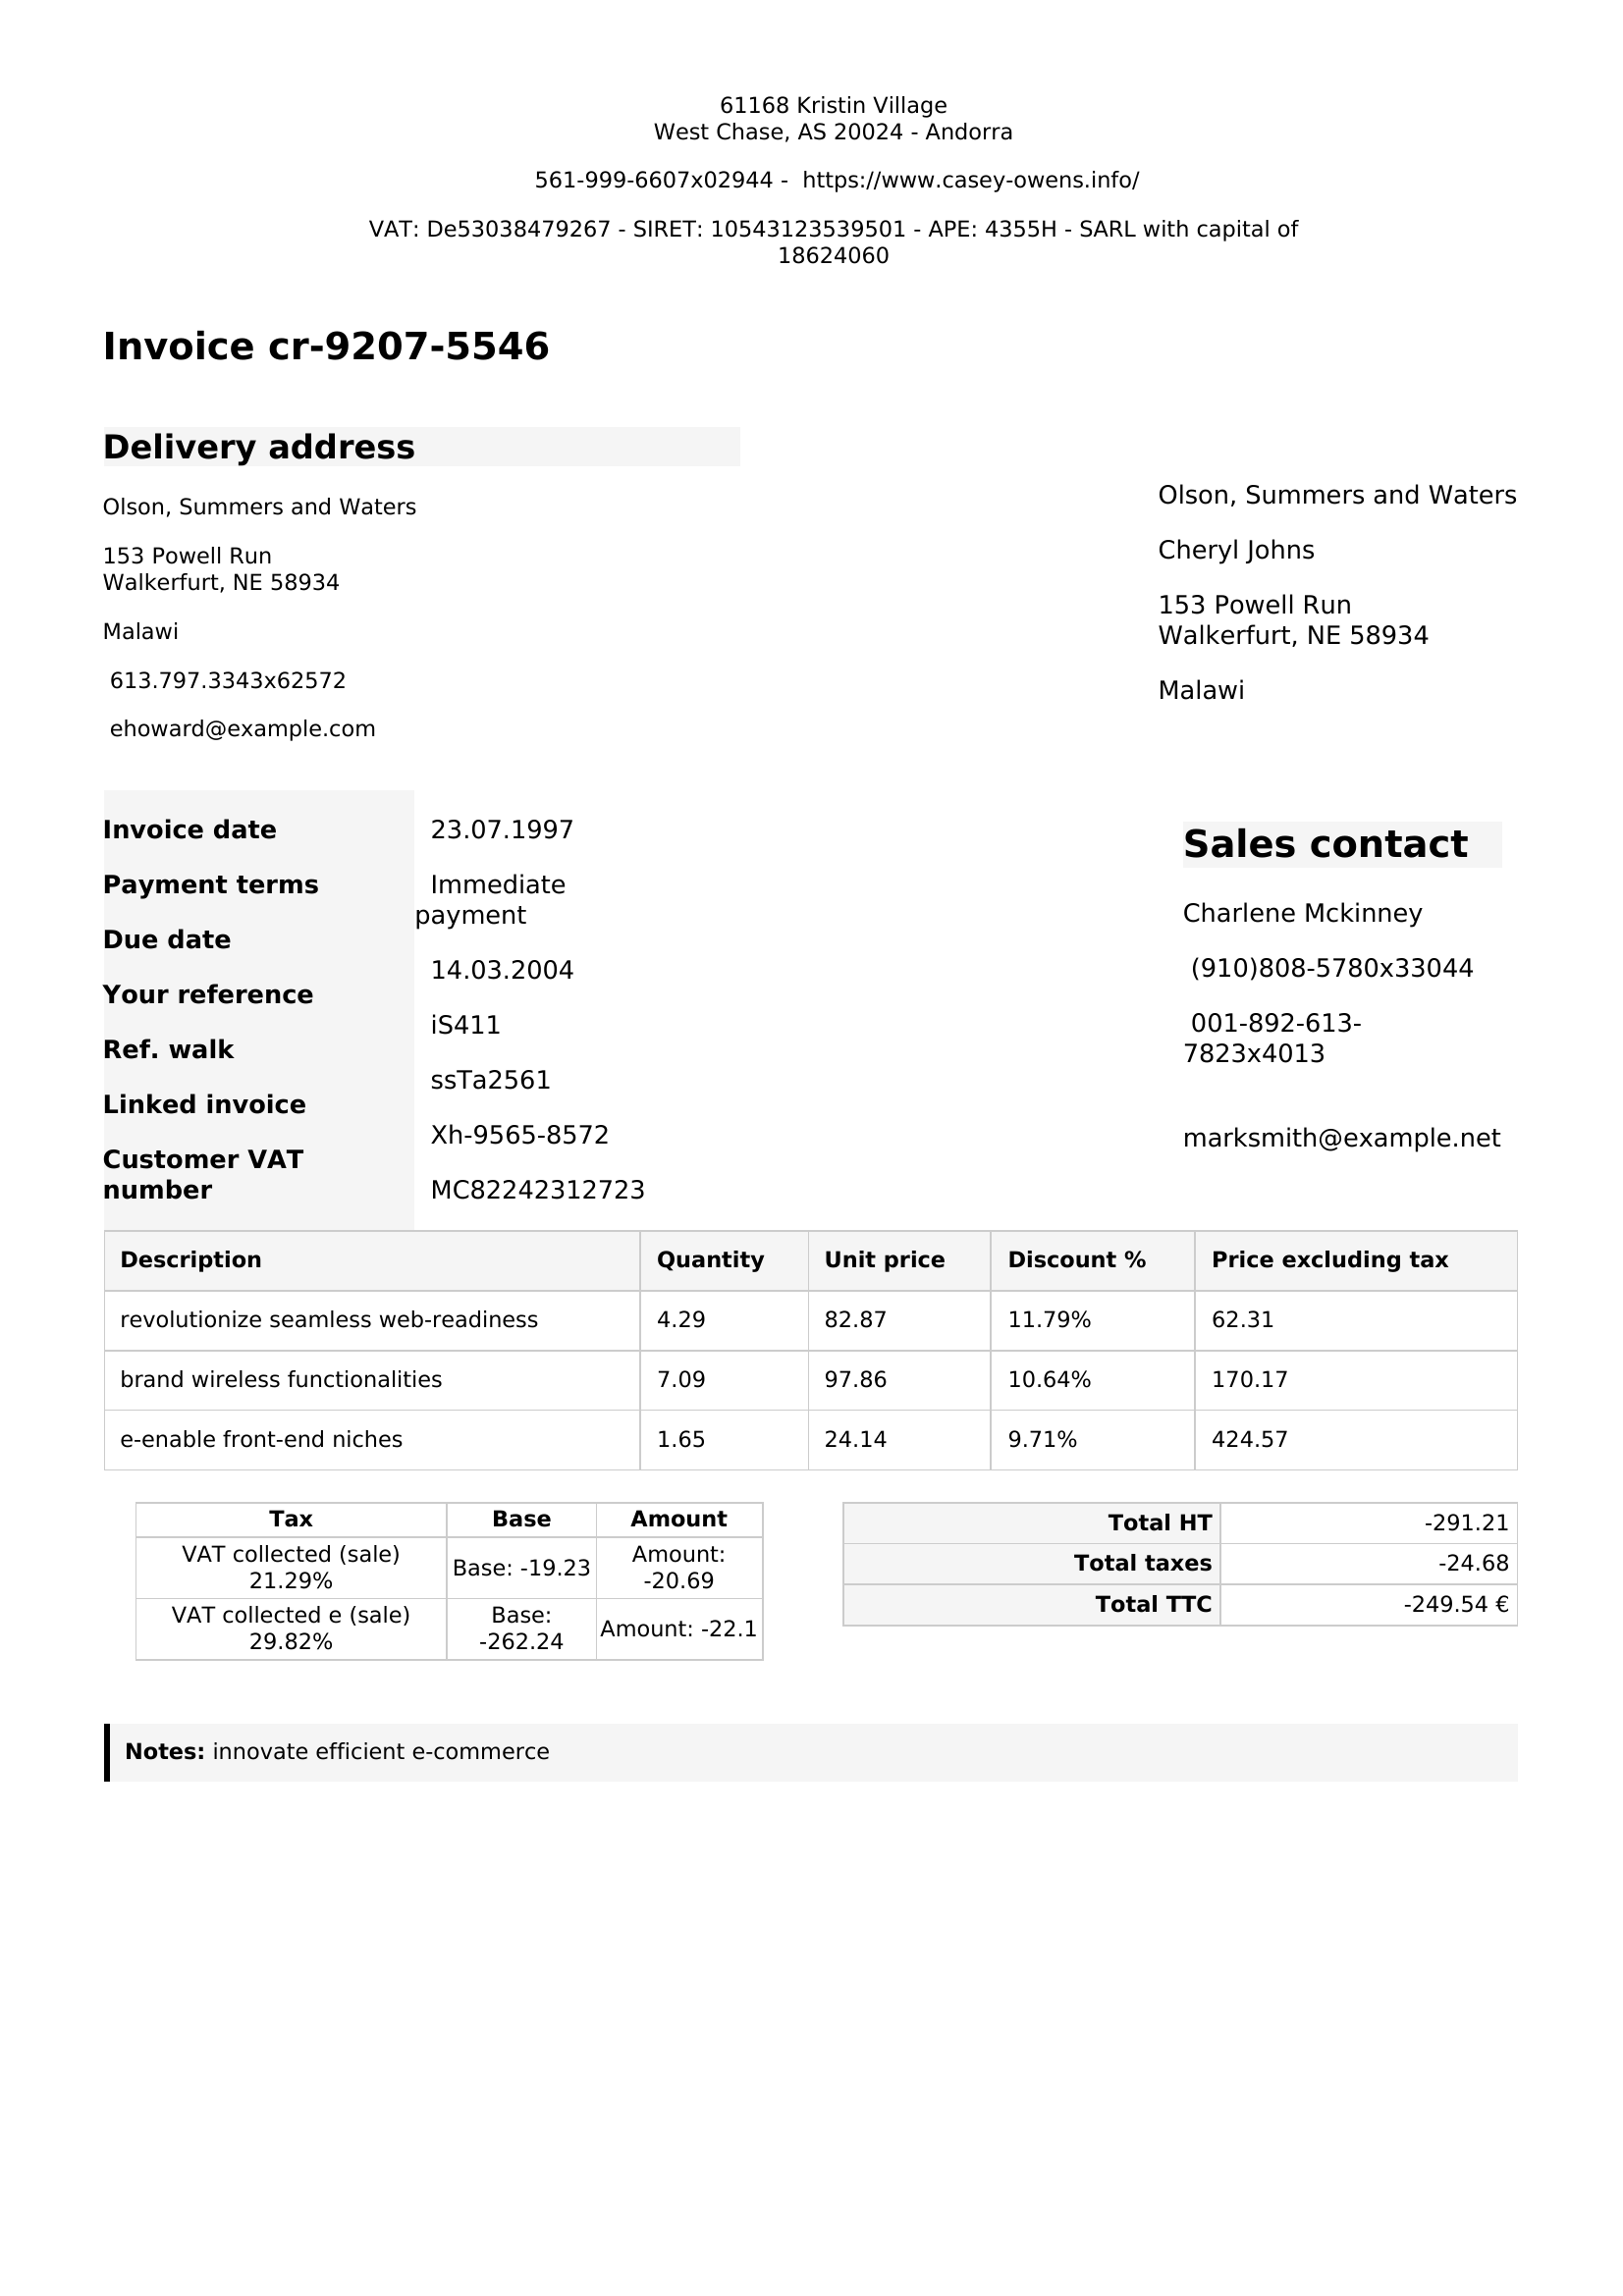 61168 Kristin Village
West Chase, AS 20024 - Andorra
561-999-6607x02944 -  https://www.casey-owens.info/
VAT: De53038479267 - SIRET: 10543123539501 - APE: 4355H - SARL with capital of
18624060
Invoice cr-9207-5546
Delivery address
Olson, Summers and Waters
153 Powell Run
Walkerfurt, NE 58934
Malawi
613.797.3343x62572
ehoward@example.com
Olson, Summers and Waters
Cheryl Johns
153 Powell Run
Walkerfurt, NE 58934
Malawi
Invoice date
Payment terms
Due date
Your reference
Ref. walk
Linked invoice
Customer VAT
number
23.07.1997
Immediate
payment
14.03.2004
iS411
ssTa2561
Xh-9565-8572
MC82242312723
Sales contact
Charlene Mckinney
(910)808-5780x33044
001-892-613-
7823x4013
marksmith@example.net
Description Quantity Unit price Discount % Price excluding tax
revolutionize seamless web-readiness 4.29 82.87 11.79% 62.31
brand wireless functionalities 7.09 97.86 10.64% 170.17
e-enable front-end niches 1.65 24.14 9.71% 424.57
Tax Base Amount
VAT collected (sale)
21.29%
Base: -19.23
Amount:
-20.69
VAT collected e (sale)
29.82%
Base:
-262.24
Amount: -22.1
Total HT -291.21
Total taxes -24.68
Total TTC -249.54 €
Notes: innovate efficient e-commerce